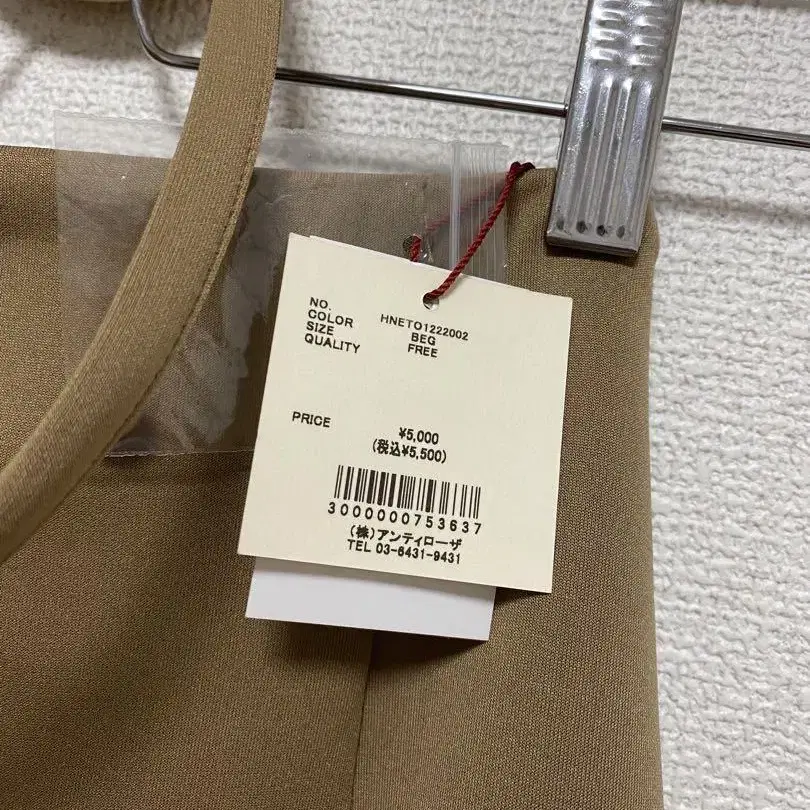 NO. HNETO1222002
COLOR BEG
SIZE FREE
QUALITY
PRICE ¥5,000
(税込¥5,500)
3000000753637
(株)アンティローザ
TEL 03-6431-9431